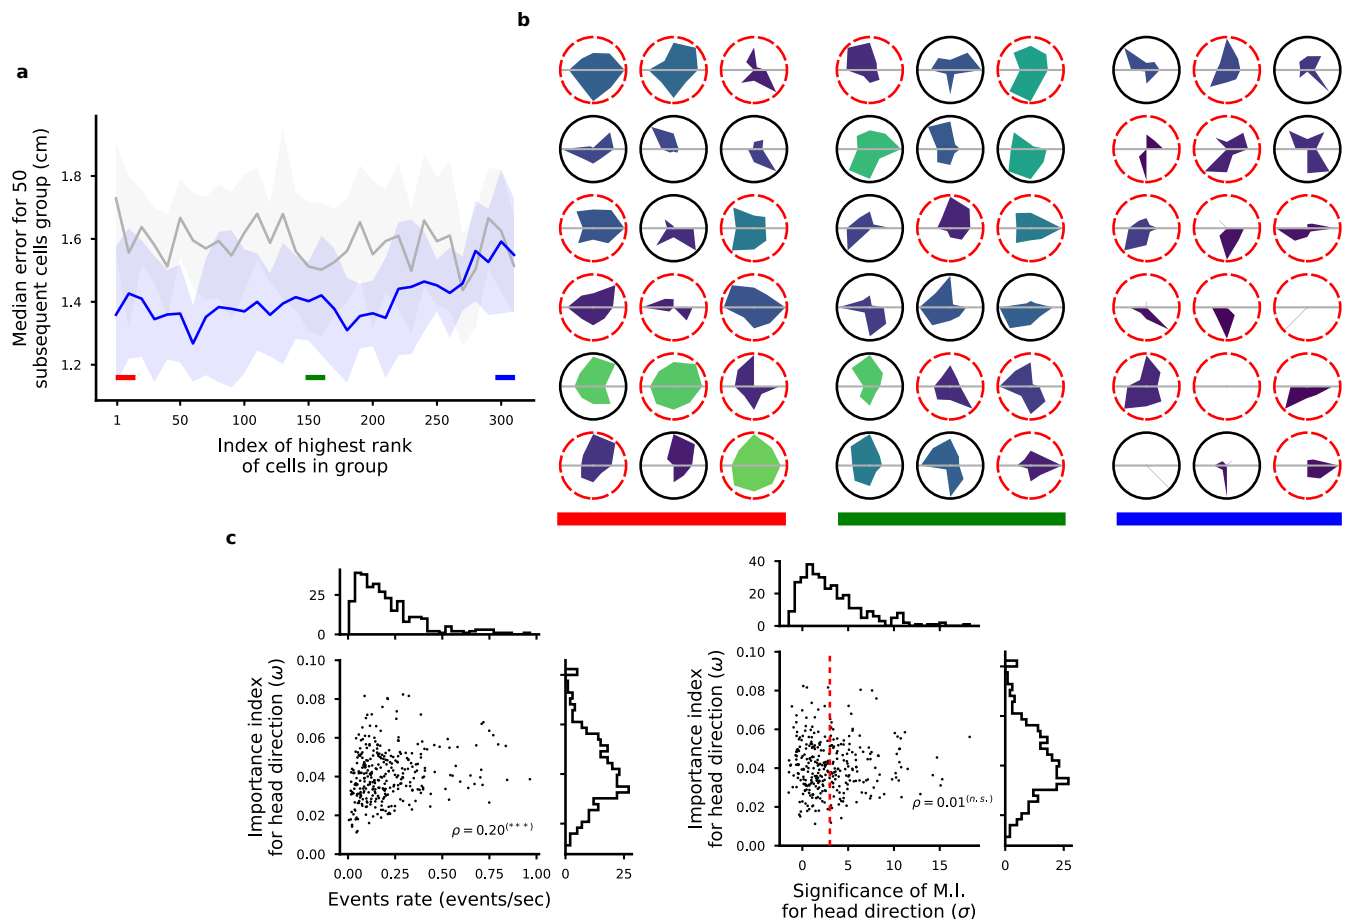 b
a
Median error for 50
subsequent cells group (cm)
1.8
1.6
1.4
1.2
1
50
100
150
200
250
300
Index of highest rank
of cells in group
c
25
0
Importance index
for head direction (ω)
0.10
0.08
0.06
0.04
0.02
0.00
ρ = 0.20(***)
0.00
0.25
0.50
0.75
1.00
Events rate (events/sec)
0
25
40
20
0
Importance index
for head direction (ω)
0.10
0.08
0.06
0.04
0.02
0.00
ρ = 0.01(n.s.)
0
5
10
15
Significance of M.I.
for head direction (σ)
0
25